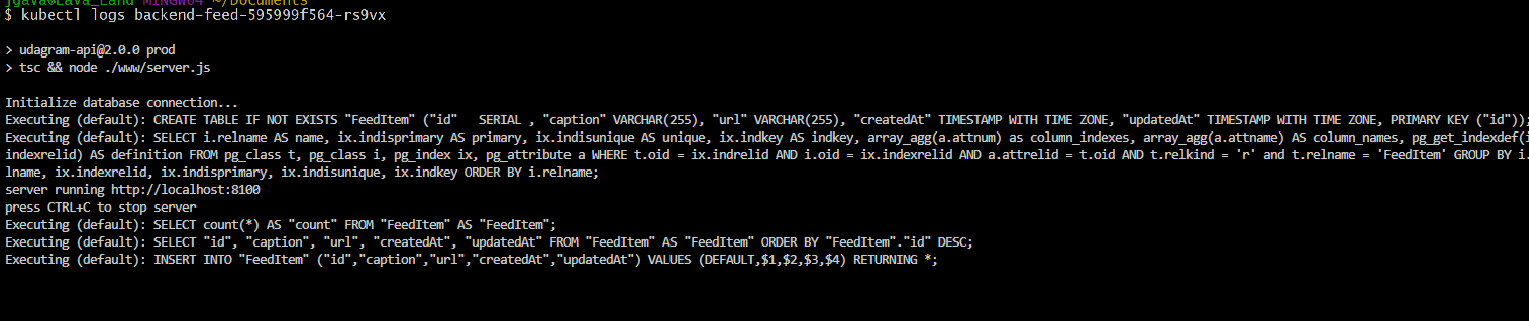 jgava@Lava_Land MINGW64 ~/Documents
$ kubectl logs backend-feed-595999f564-rs9vx
> udagram-api@2.0.0 prod
> tsc && node ./www/server.js
Initialize database connection...
Executing (default): CREATE TABLE IF NOT EXISTS "FeedItem" ("id"   SERIAL , "caption" VARCHAR(255), "url" VARCHAR(255), "createdAt" TIMESTAMP WITH TIME ZONE, "updatedAt" TIMESTAMP WITH TIME ZONE, PRIMARY KEY ("id"));
Executing (default): SELECT i.relname AS name, ix.indisprimary AS primary, ix.indisunique AS unique, ix.indkey AS indkey, array_agg(a.attnum) as column_indexes, array_agg(a.attname) AS column_names, pg_get_indexdef(i
indexrelid) AS definition FROM pg_class t, pg_class i, pg_index ix, pg_attribute a WHERE t.oid = ix.indrelid AND i.oid = ix.indexrelid AND a.attrelid = t.oid AND t.relkind = 'r' and t.relname = 'FeedItem' GROUP BY i.
lname, ix.indexrelid, ix.indisprimary, ix.indisunique, ix.indkey ORDER BY i.relname;
server running http://localhost:8100
press CTRL+C to stop server
Executing (default): SELECT count(*) AS "count" FROM "FeedItem" AS "FeedItem";
Executing (default): SELECT "id", "caption", "url", "createdAt", "updatedAt" FROM "FeedItem" AS "FeedItem" ORDER BY "FeedItem"."id" DESC;
Executing (default): INSERT INTO "FeedItem" ("id","caption","url","createdAt","updatedAt") VALUES (DEFAULT,$1,$2,$3,$4) RETURNING *;